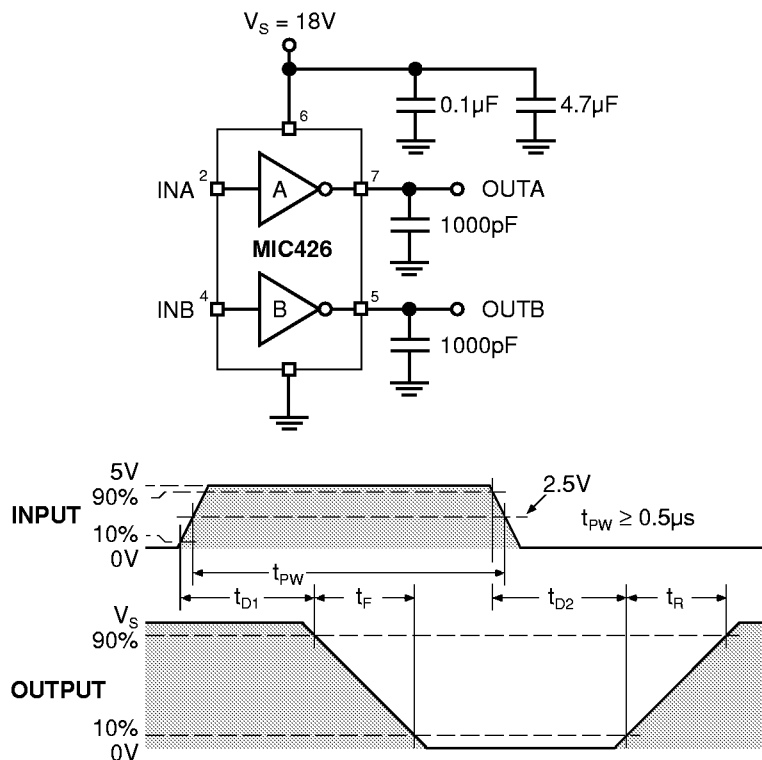 V_S = 18V
0.1µF
4.7µF
6
INA
2
A
7
OUTA
1000pF
MIC426
INB
4
B
5
OUTB
1000pF
INPUT
5V
90%
10%
0V
2.5V
t_PW ≥ 0.5µs
t_PW
t_D1
t_F
t_D2
t_R
OUTPUT
V_S
90%
10%
0V